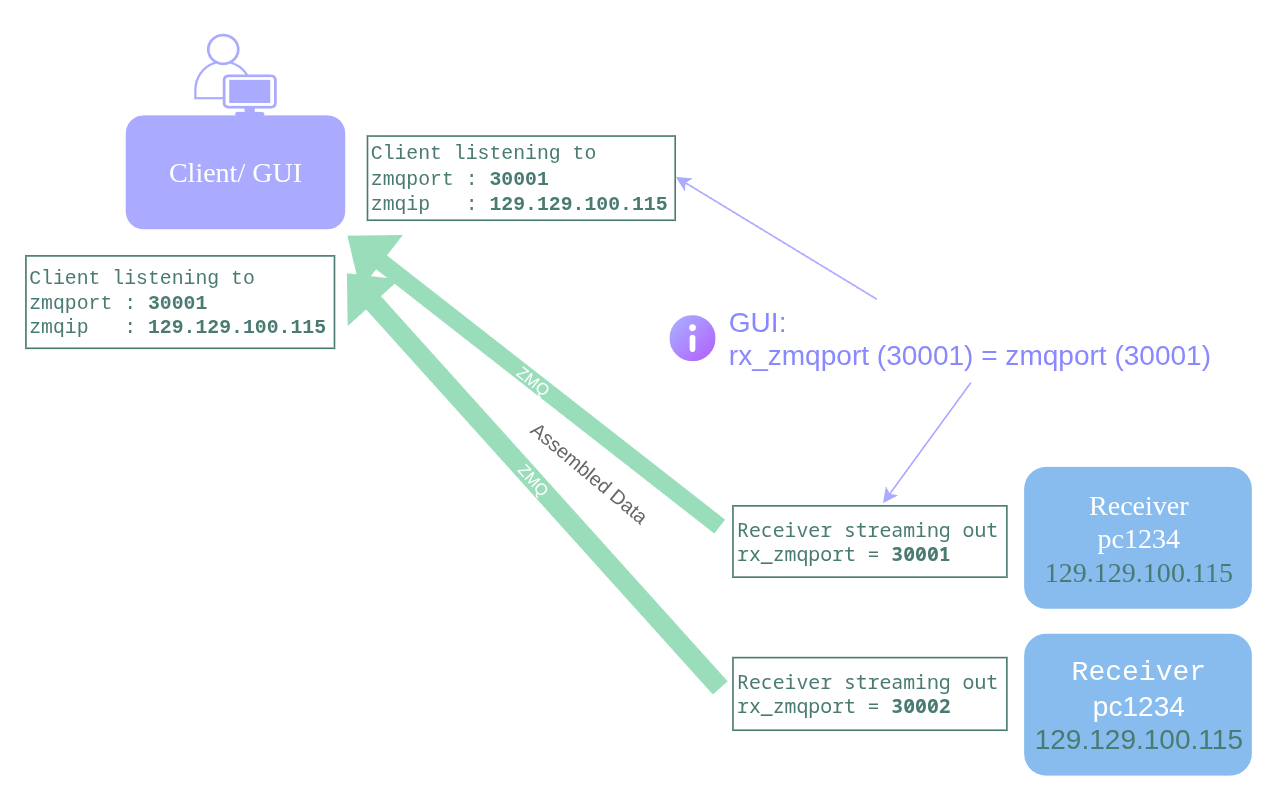 Client/ GUI
Client listening to
zmqport : 30001
zmqip   : 129.129.100.115
Client listening to
zmqport : 30001
zmqip   : 129.129.100.115
GUI:
rx_zmqport (30001) = zmqport (30001)
ZMQ
Assembled Data
ZMQ
Receiver streaming out
rx_zmqport = 30001
Receiver
pc1234
129.129.100.115
Receiver streaming out
rx_zmqport = 30002
Receiver
pc1234
129.129.100.115